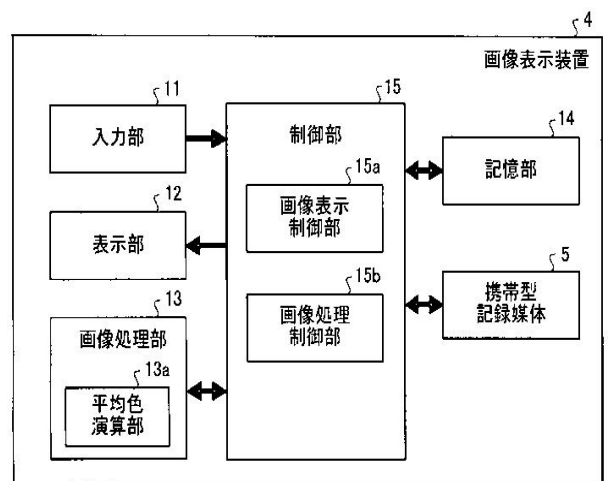 4
画像表示装置
11
入力部
12
表示部
13
画像処理部
13a
平均色
演算部
15
制御部
15a
画像表示
制御部
15b
画像処理
制御部
14
記憶部
5
携帯型
記録媒体